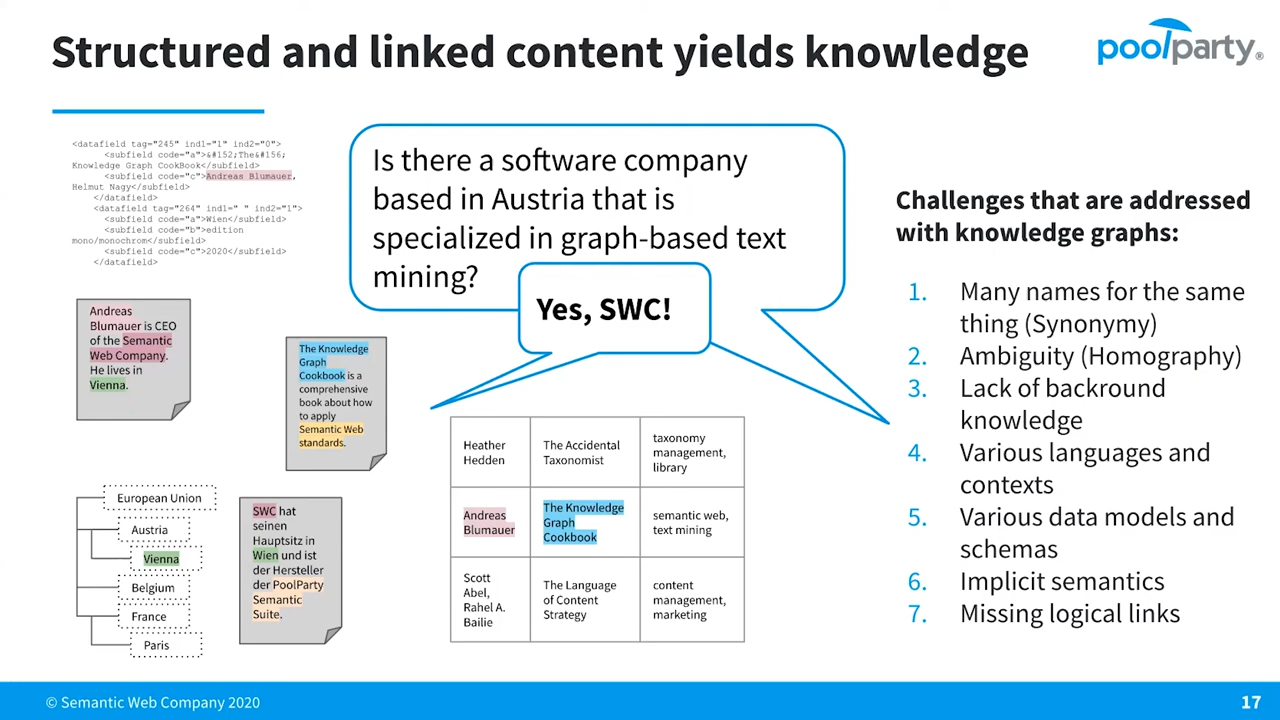 Structured and linked content yields knowledge
poolparty®
<datafield tag="245" ind1="1" ind2="0">
<subfield code="a">&#152;The&#156;
Knowledge Graph CookBook</subfield>
<subfield code="c">Andreas Blumauer,
Helmut Nagy</subfield>
</datafield>
<datafield tag="264" ind1=" " ind2="1">
<subfield code="a">Wien</subfield>
<subfield code="b">edition
mono/monochrom</subfield>
<subfield code="c">2020</subfield>
</datafield>
Is there a software company
based in Austria that is
specialized in graph-based text
mining?
Yes, SWC!
Andreas
Blumauer is CEO
of the Semantic
Web Company.
He lives in
Vienna.
The Knowledge
Graph
Cookbook is a
comprehensive
book about how
to apply
Semantic Web
standards.
European Union
Austria
Vienna
Belgium
France
Paris
SWC hat
seinen
Hauptsitz in
Wien und ist
der Hersteller
der PoolParty
Semantic
Suite.
Heather
Hedden
The Accidental
Taxonomist
taxonomy
management,
library
Andreas
Blumauer
The Knowledge
Graph
Cookbook
semantic web,
text mining
Scott
Abel,
Rahel A.
Bailie
The Language
of Content
Strategy
content
management,
marketing
Challenges that are addressed
with knowledge graphs:
1. Many names for the same
thing (Synonymy)
2. Ambiguity (Homography)
3. Lack of backround
knowledge
4. Various languages and
contexts
5. Various data models and
schemas
6. Implicit semantics
7. Missing logical links
© Semantic Web Company 2020
17